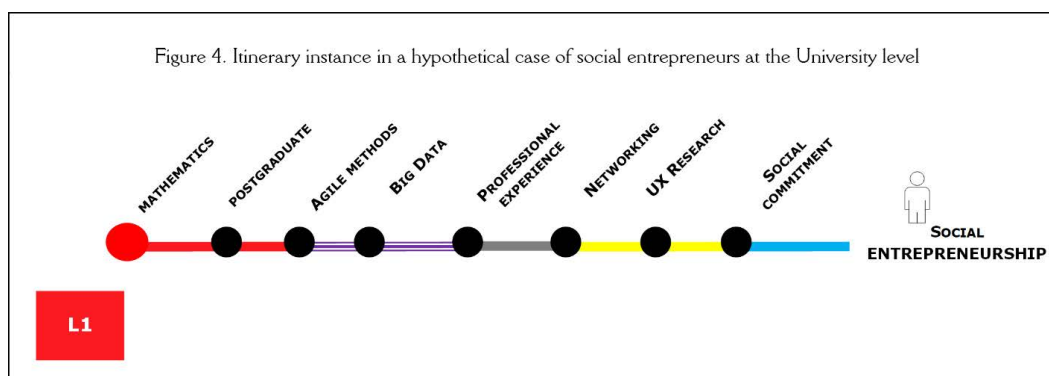 Figure 4. Itinerary instance in a hypothetical case of social entrepreneurs at the University level
MATHEMATICS
POSTGRADUATE
AGILE METHODS
BIG DATA
PROFESSIONAL
EXPERIENCE
NETWORKING
UX RESEARCH
SOCIAL
COMMITMENT
SOCIAL
ENTREPRENEURSHIP
L1